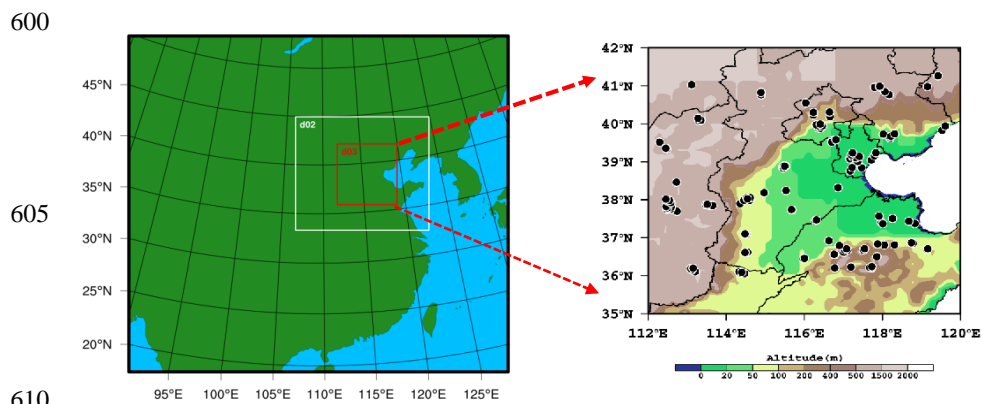 600
42°N
45°N
41°N
d02
40°N
40°N
d03
39°N
35°N
38°N
605
30°N
37°N
25°N
36°N
20°N
35°N
112°E 114°E 116°E 118°E 120°E
Altitude(m)
0 20 50 100 200 400 500 1500 2000
95°E 100°E 105°E 110°E 115°E 120°E 125°E
610